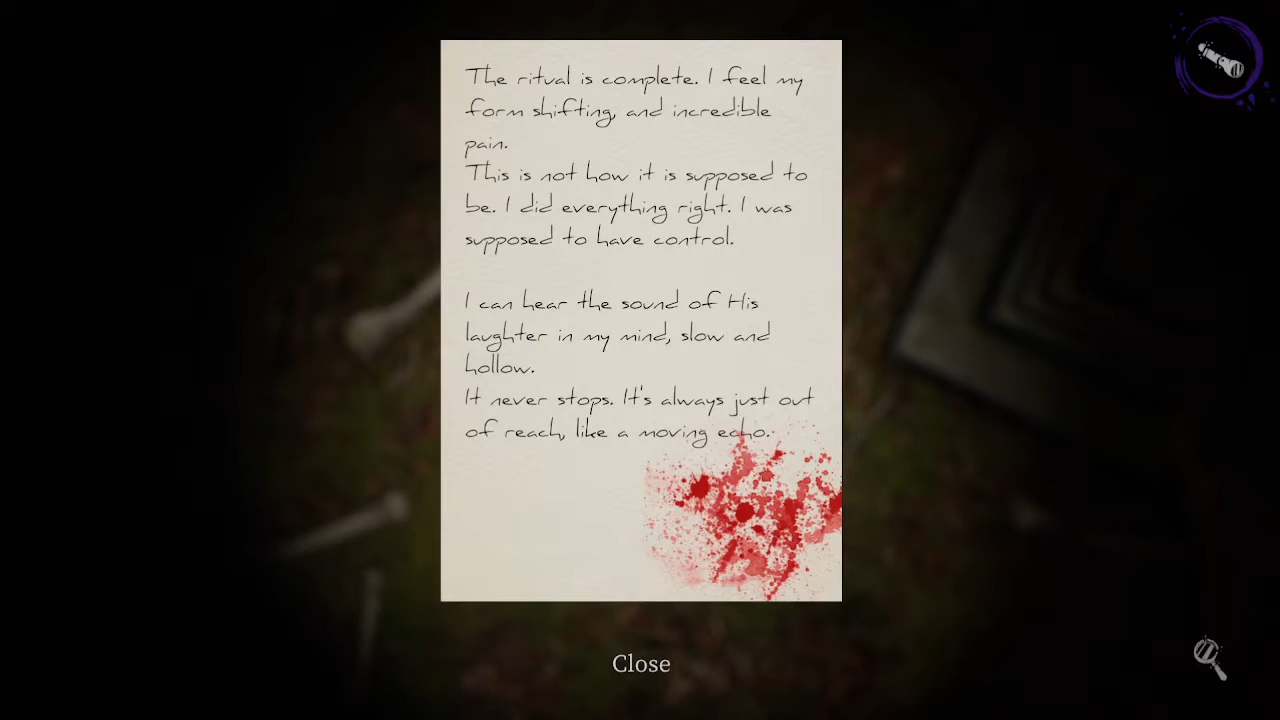 The ritual is complete. I feel my
form shifting, and incredible
pain.
This is not how it is supposed to
be. I did everything right. I was
supposed to have control.
I can hear the sound of His
laughter in my mind, slow and
hollow.
It never stops. It's always just out
of reach, like a moving echo.
Close